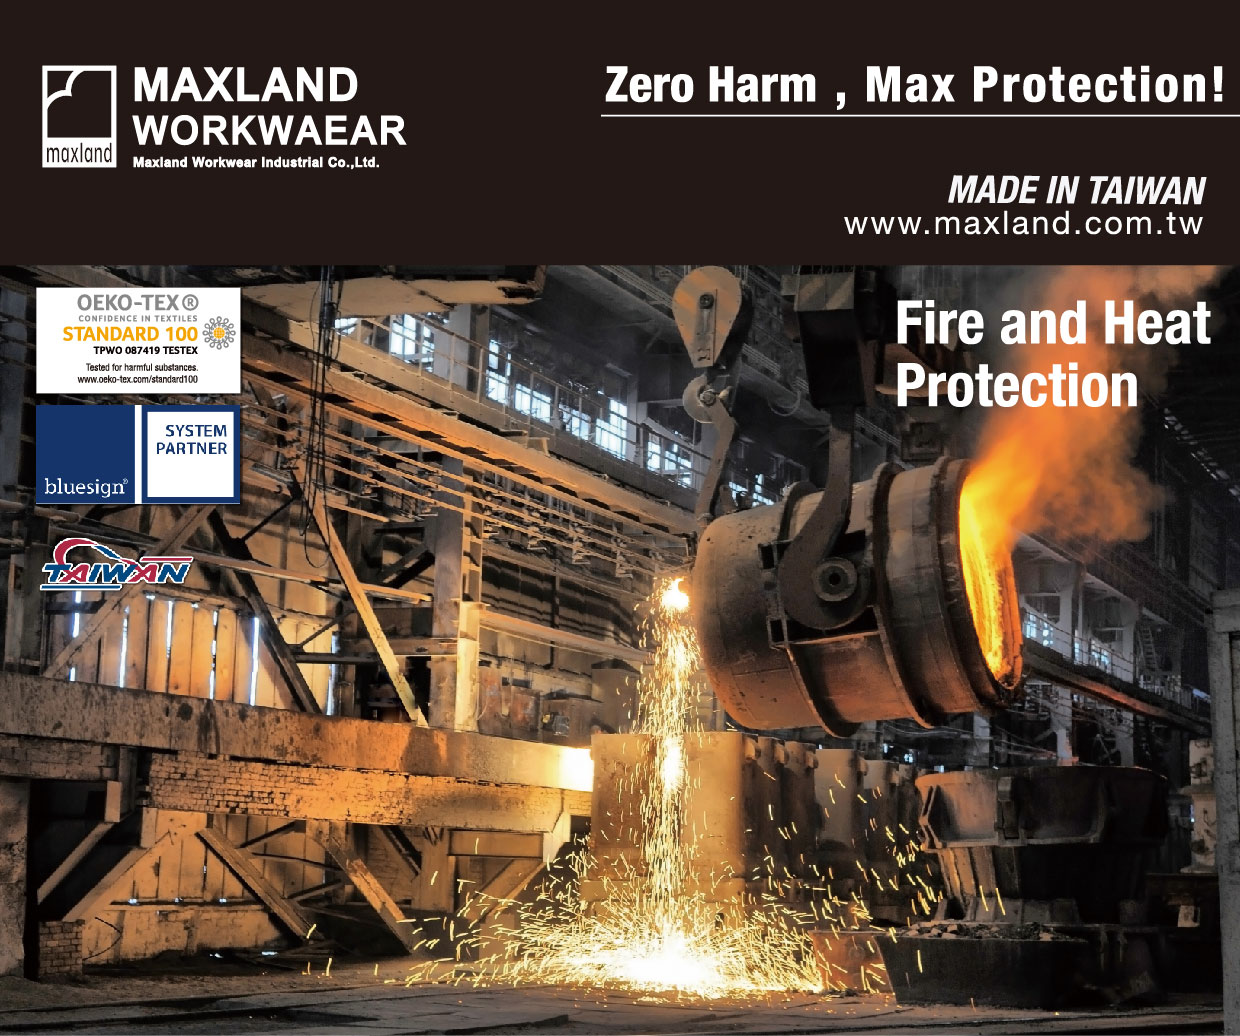 maxland
MAXLAND
WORKWAEAR
Maxland Workwear Industrial Co.,Ltd.
Zero Harm , Max Protection!
MADE IN TAIWAN
www.maxland.com.tw
OEKO-TEX®
CONFIDENCE IN TEXTILES
STANDARD 100
TPWO 087419 TESTEX
Tested for harmful substances.
www.oeko-tex.com/standard100
Fire and Heat
Protection
SYSTEM
PARTNER
bluesign®
TAIWAN